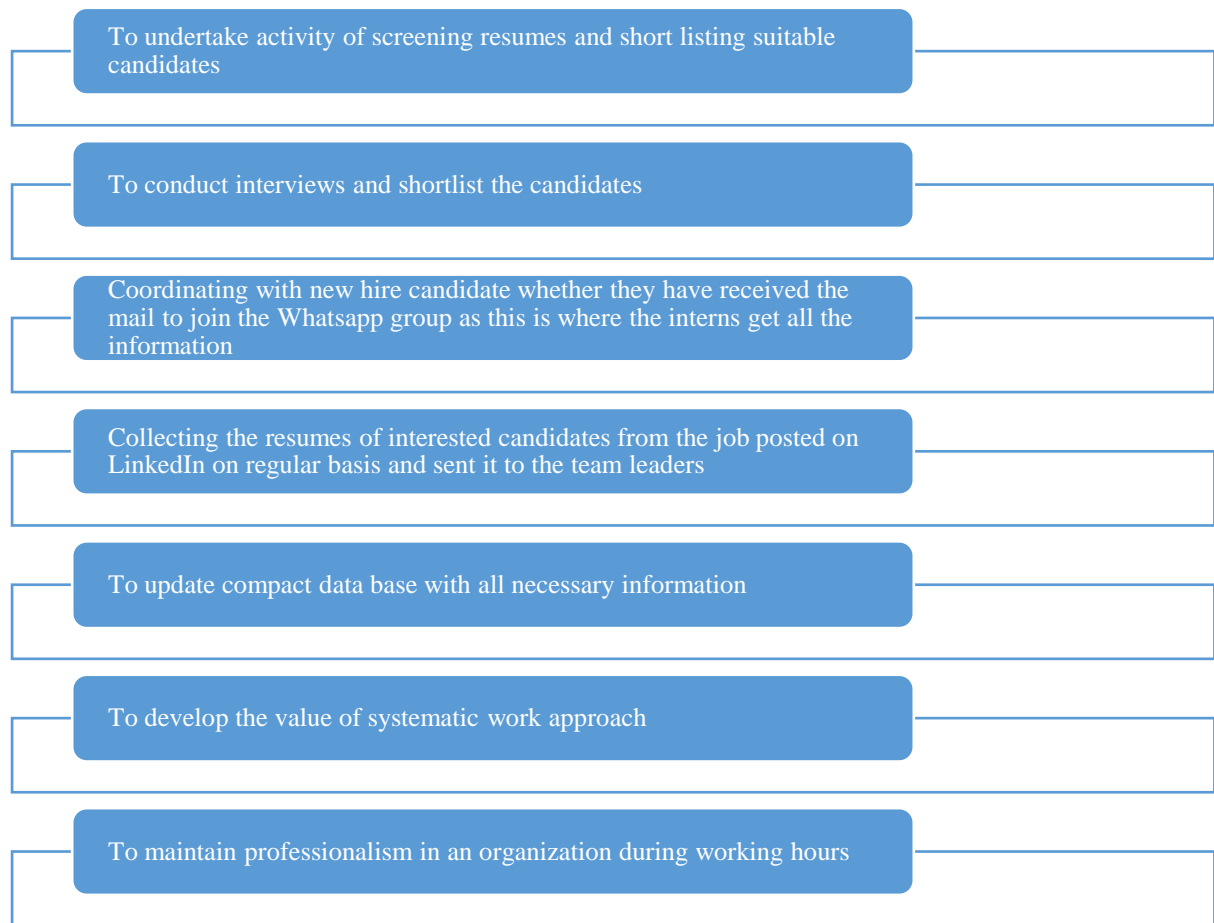 To undertake activity of screening resumes and short listing suitable
candidates
To conduct interviews and shortlist the candidates
Coordinating with new hire candidate whether they have received the
mail to join the Whatsapp group as this is where the interns get all the
information
Collecting the resumes of interested candidates from the job posted on
LinkedIn on regular basis and sent it to the team leaders
To update compact data base with all necessary information
To develop the value of systematic work approach
To maintain professionalism in an organization during working hours